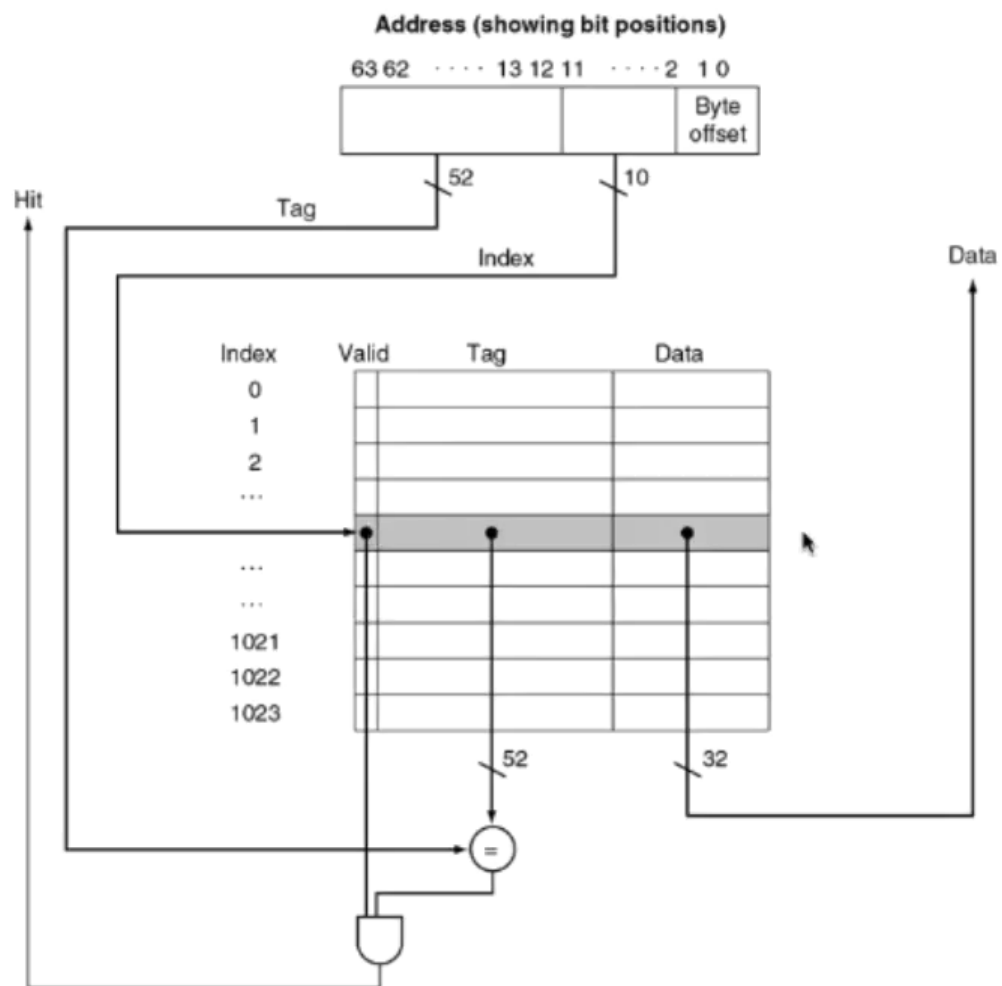 Address (showing bit positions)
63 62 · · · · 13 12 11 · · · · 2 1 0
Byte
offset
52
10
Hit
Tag
Index
Data
Index Valid Tag Data
0
1
2
...
...
...
1021
1022
1023
52
32
=